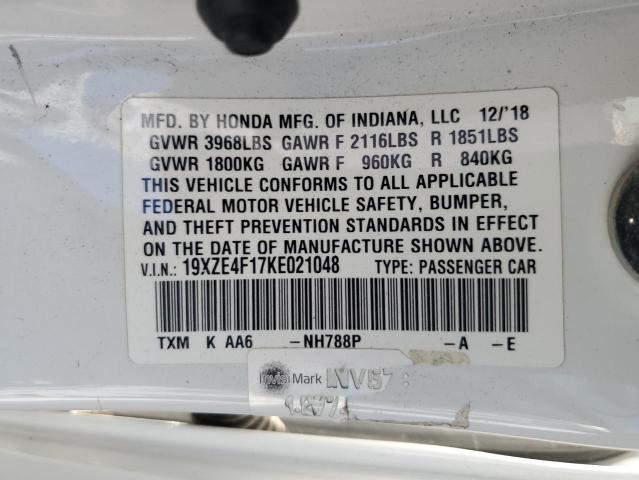 MFD. BY HONDA MFG. OF INDIANA, LLC 12/'18
GVWR 3968LBS GAWR F 2116LBS R 1851LBS
GVWR 1800KG GAWR F 960KG R 840KG
THIS VEHICLE CONFORMS TO ALL APPLICABLE
FEDERAL MOTOR VEHICLE SAFETY, BUMPER,
AND THEFT PREVENTION STANDARDS IN EFFECT
ON THE DATE OF MANUFACTURE SHOWN ABOVE.
V.I.N.: 19XZE4F17KE021048 TYPE: PASSENGER CAR
TXM K AA6 -NH788P -A -E
InvisiMark